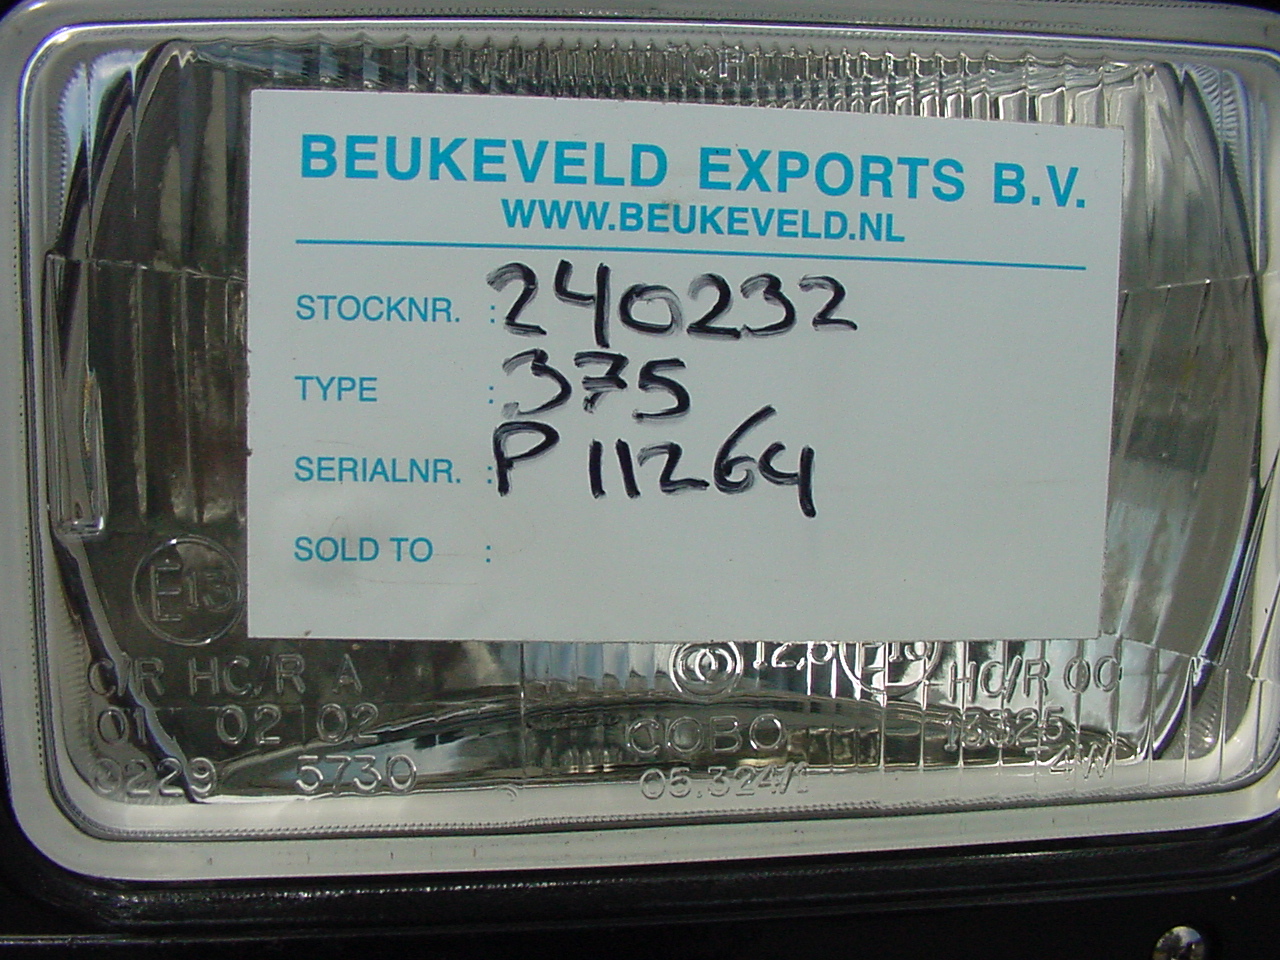 BEUKEVELD EXPORTS B.V.
WWW.BEUKEVELD.NL
STOCKNR. : 240232
TYPE : 375
SERIALNR. : P 11264
SOLD TO :
E13
C/R HC/R A
HC/R
01 02 02
COBO
13325
0229 5730
05.324/1